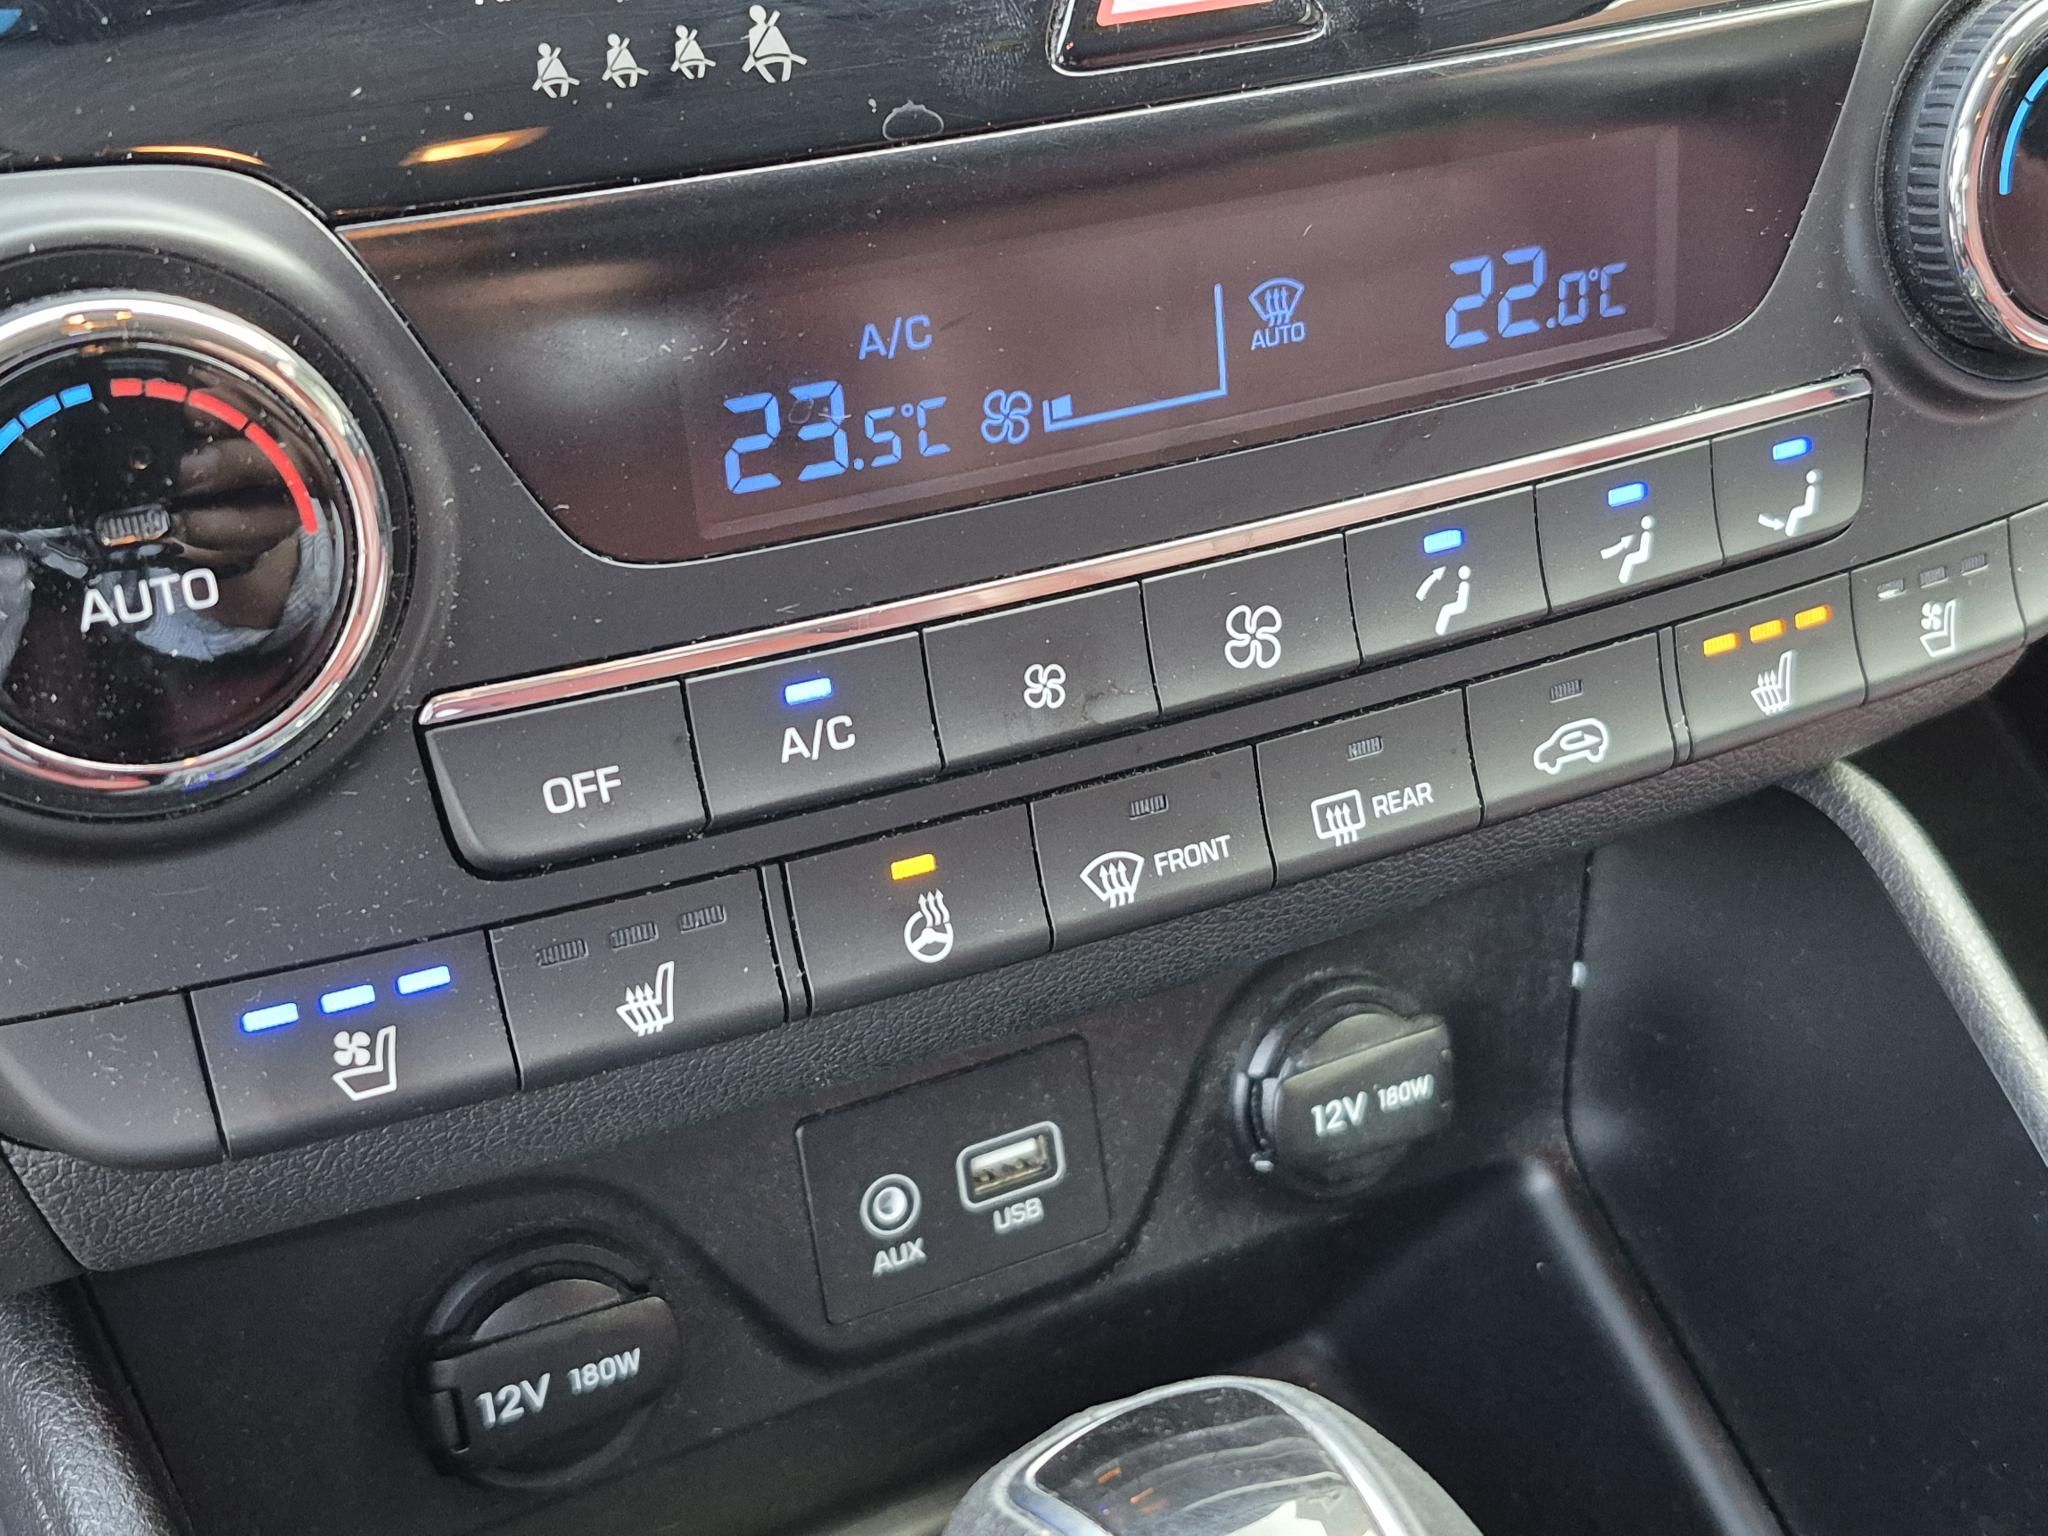 A/C
AUTO
22.0°C
23.5°C
AUTO
OFF
A/C
FRONT
REAR
AUX
USB
12V 180W
12V 180W